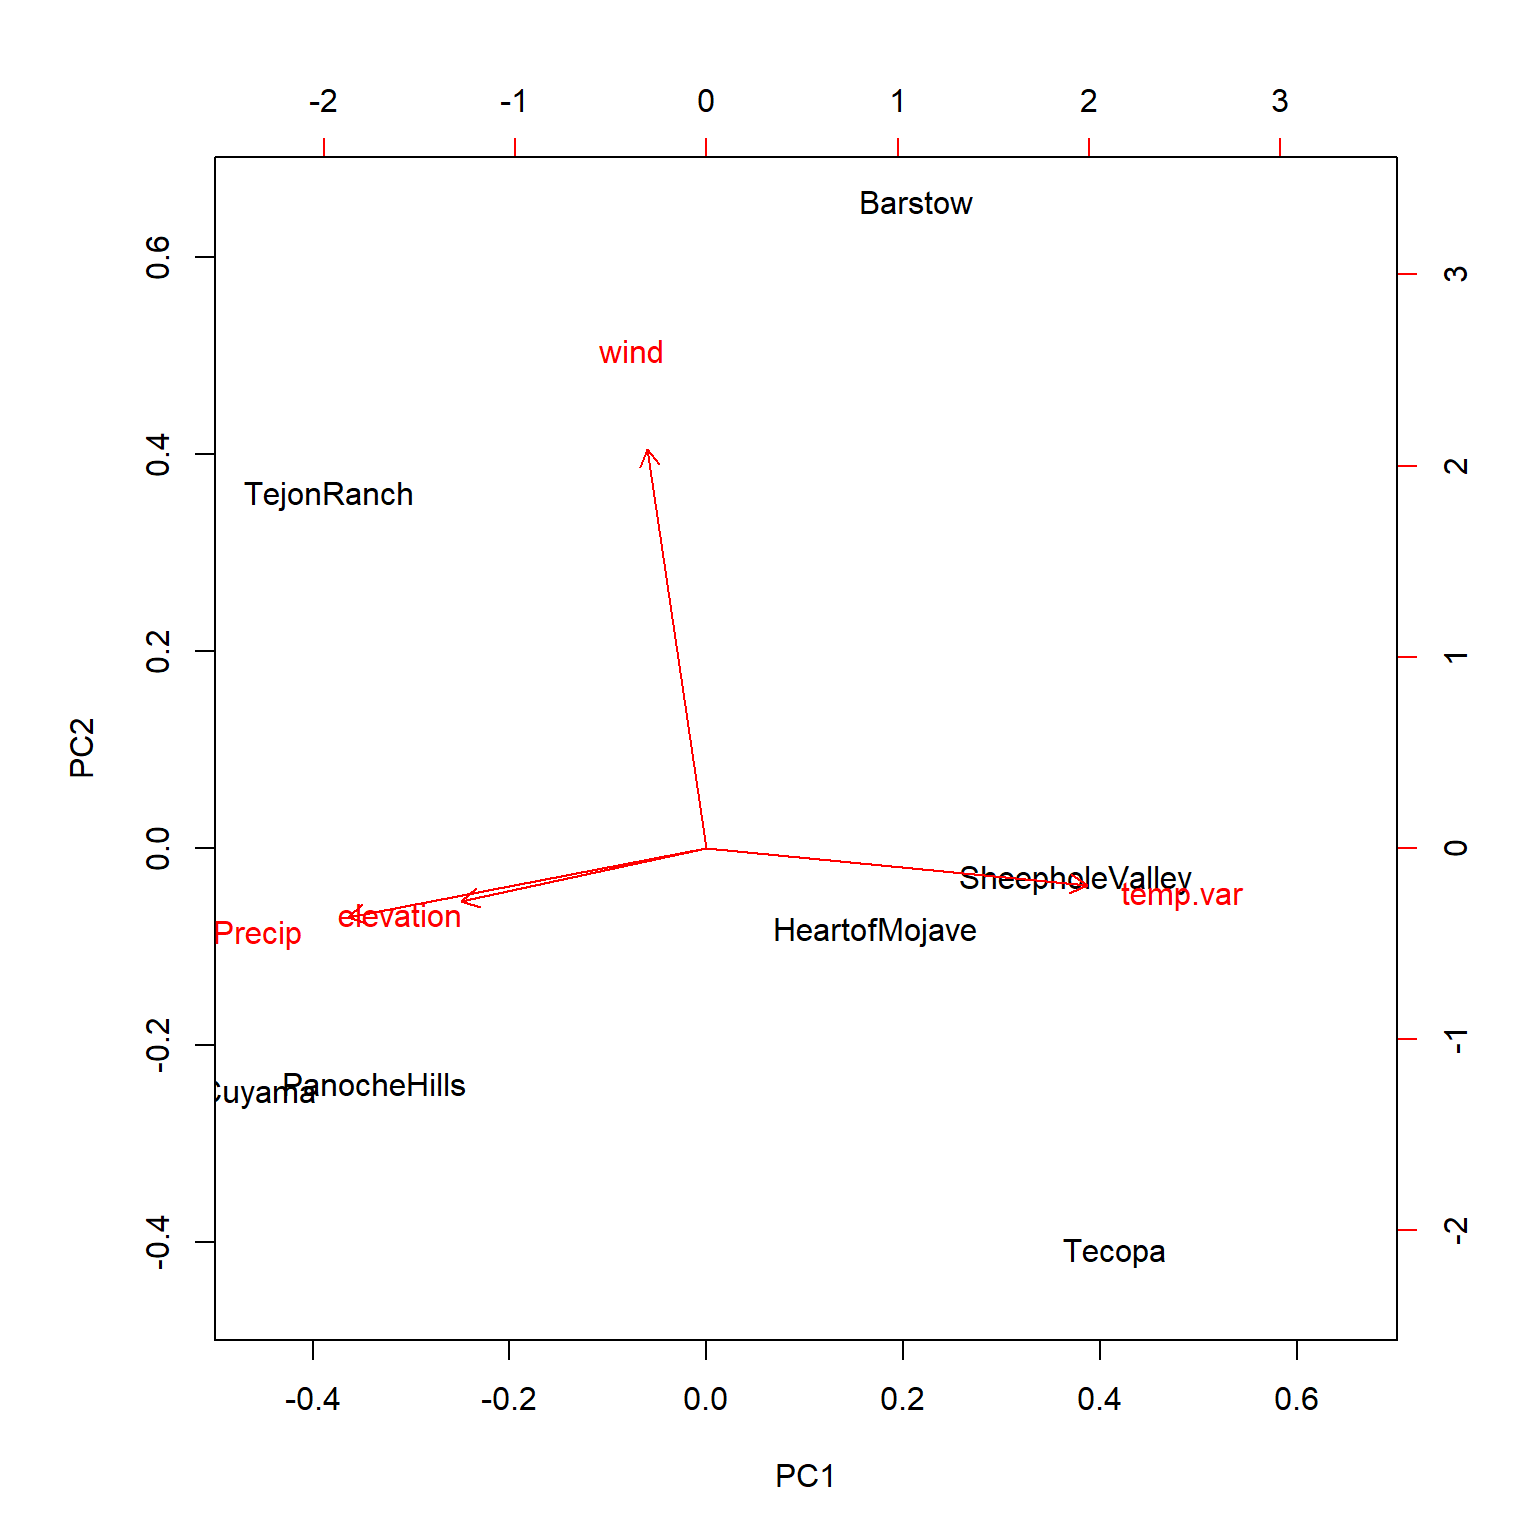 -2 -1 0 1 2 3
Barstow
0.6
3
wind
0.4
2
TejonRanch
0.2
1
PC2
0.0
0
SheepholeValley
temp.var
elevation
Precip
HeartofMojave
-0.2
-1
Cuyama
PanocheHills
-0.4
-2
Tecopa
-0.4 -0.2 0.0 0.2 0.4 0.6
PC1